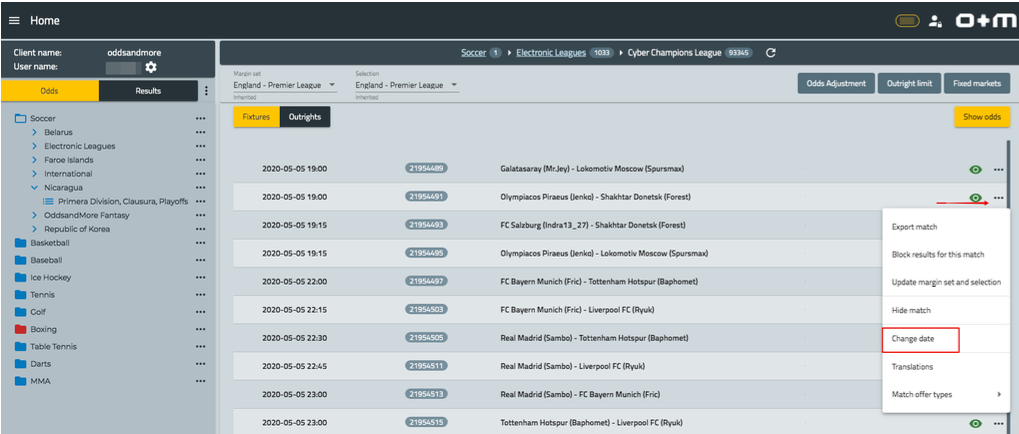 Home
O+M
Client name: oddsandmore
User name:
Odds Results
Soccer
Belarus
Electronic Leagues
Faroe Islands
International
Nicaragua
Primera Division, Clausura, Playoffs
OddsandMore Fantasy
Republic of Korea
Basketball
Baseball
Ice Hockey
Tennis
Golf
Boxing
Table Tennis
Darts
MMA
Soccer 1 Electronic Leagues 1033 Cyber Champions League 93345
Margin set Selection
England - Premier League England - Premier League
Inherited Inherited
Odds Adjustment Outright limit Fixed markets
Fixtures Outrights Show odds
2020-05-05 19:00 21954489 Galatasaray (MrJey) - Lokomotiv Moscow (Spursmax)
2020-05-05 19:00 21954491 Olympiacos Piraeus (Jenko) - Shakhtar Donetsk (Forest)
2020-05-05 19:15 21954493 FC Salzburg (Indra13_27) - Shakhtar Donetsk (Forest)
2020-05-05 19:15 21954495 Olympiacos Piraeus (Jenko) - Lokomotiv Moscow (Spursmax)
2020-05-05 22:00 21954497 FC Bayern Munich (Fric) - Tottenham Hotspur (Baphomet)
2020-05-05 22:15 21954503 FC Bayern Munich (Fric) - Liverpool FC (Ryuk)
2020-05-05 22:30 21954505 Real Madrid (Sambo) - Tottenham Hotspur (Baphomet)
2020-05-05 22:45 21954511 Real Madrid (Sambo) - Liverpool FC (Ryuk)
2020-05-05 23:00 21954513 Real Madrid (Sambo) - FC Bayern Munich (Fric)
2020-05-05 23:00 21954515 Tottenham Hotspur (Baphomet) - Liverpool FC (Ryuk)
Export match
Block results for this match
Update margin set and selection
Hide match
Change date
Translations
Match offer types